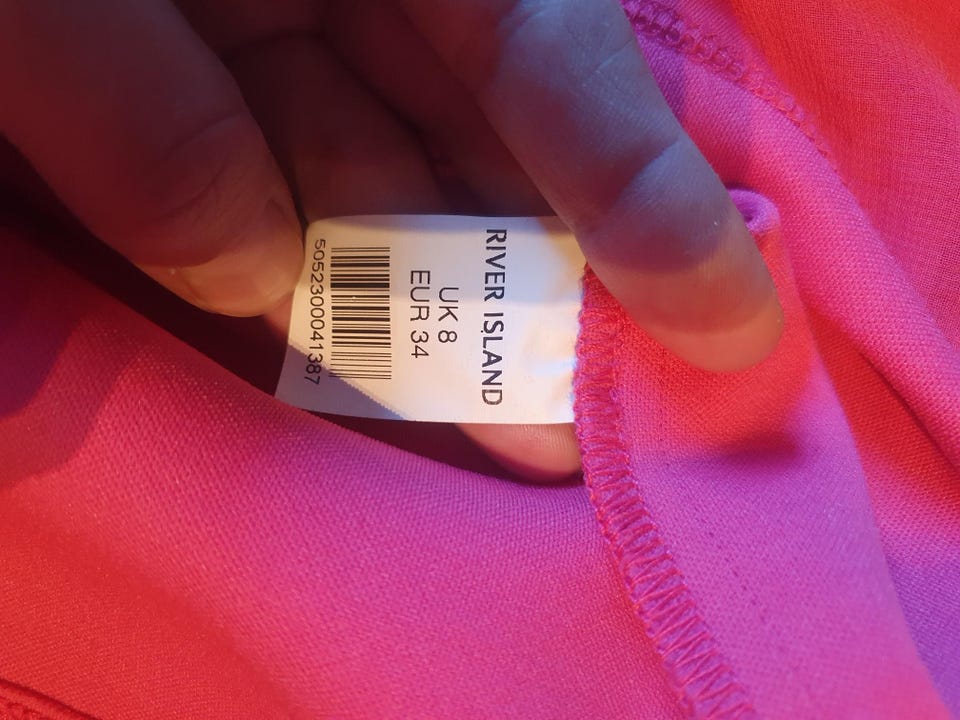 RIVER ISLAND
UK 8
EUR 34
5052300041387